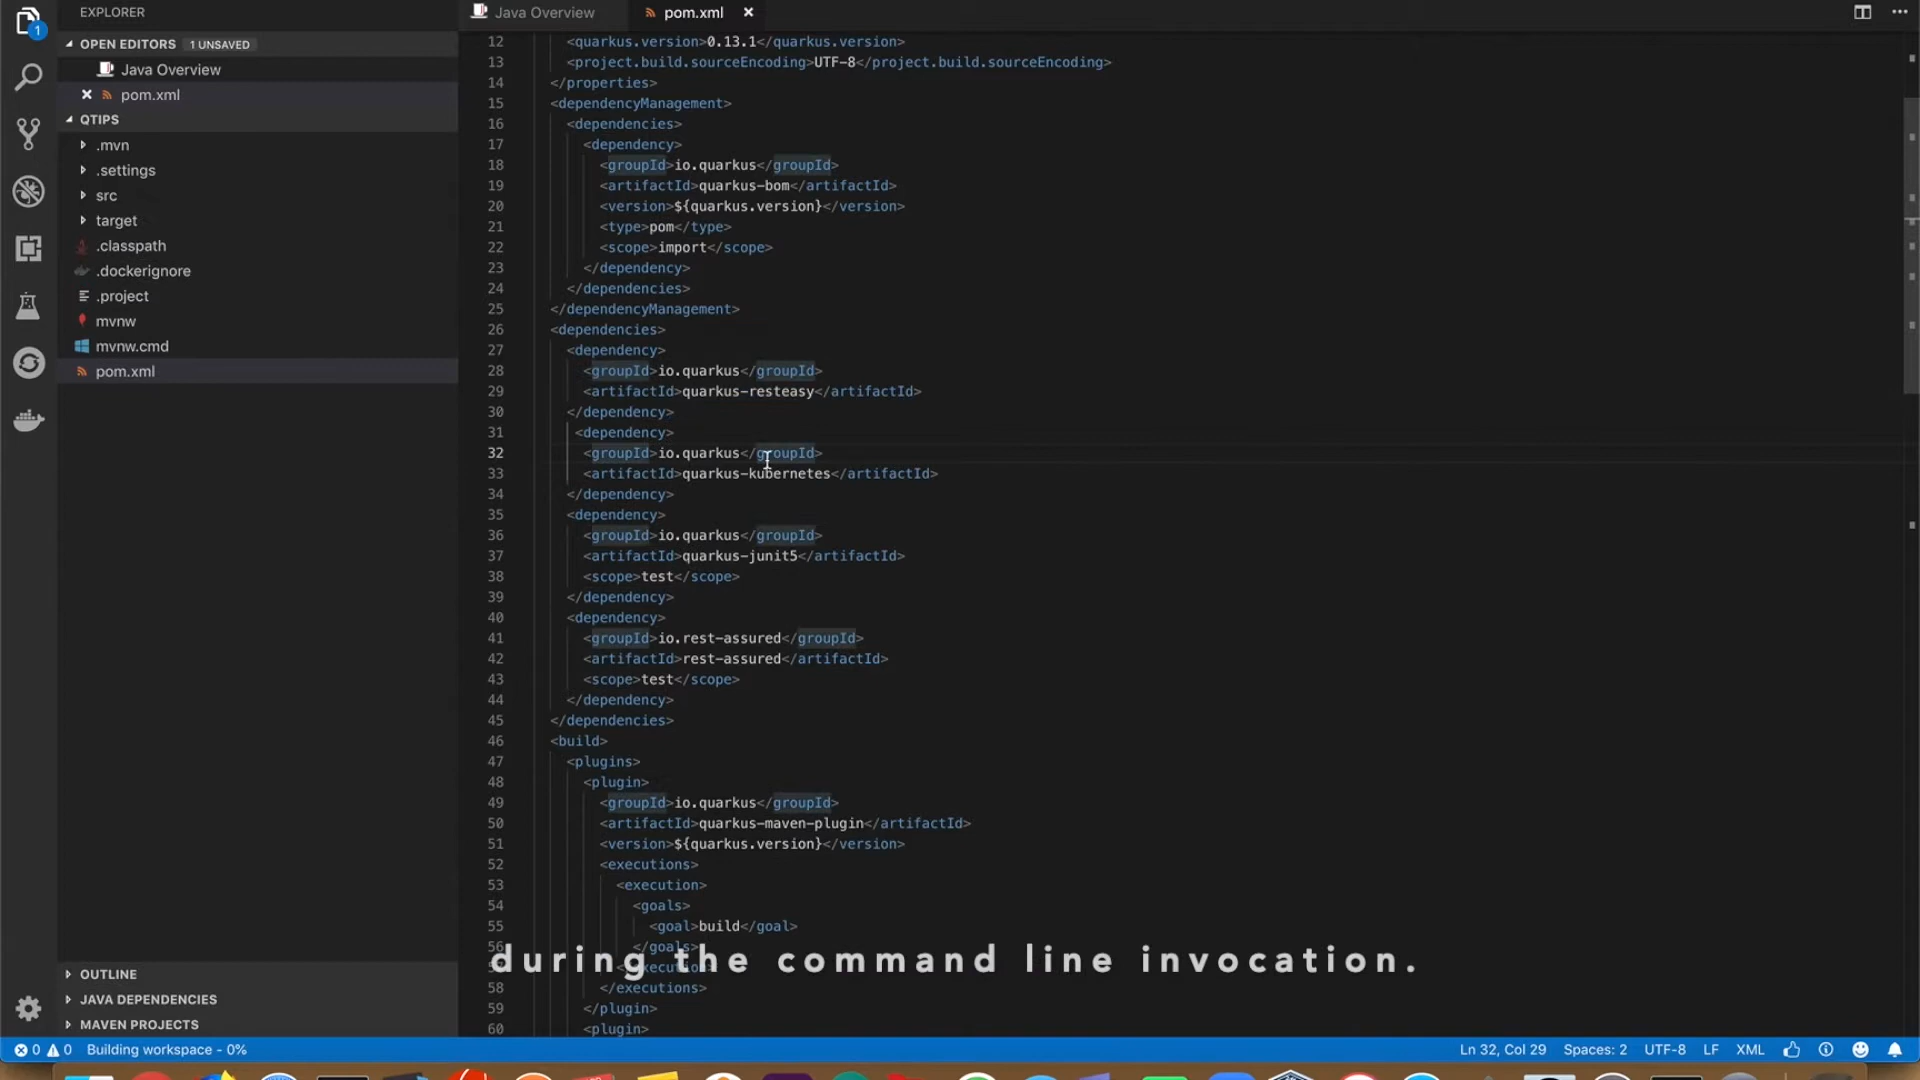 EXPLORER
Java Overview
pom.xml
OPEN EDITORS 1 UNSAVED
Java Overview
pom.xml
QTIPS
.mvn
.settings
src
target
.classpath
.dockerignore
.project
mvnw
mvnw.cmd
pom.xml
OUTLINE
JAVA DEPENDENCIES
MAVEN PROJECTS
1
12 <quarkus.version>0.13.1</quarkus.version>
13 <project.build.sourceEncoding>UTF-8</project.build.sourceEncoding>
14 </properties>
15 <dependencyManagement>
16 <dependencies>
17 <dependency>
18 <groupId>io.quarkus</groupId>
19 <artifactId>quarkus-bom</artifactId>
20 <version>${quarkus.version}</version>
21 <type>pom</type>
22 <scope>import</scope>
23 </dependency>
24 </dependencies>
25 </dependencyManagement>
26 <dependencies>
27 <dependency>
28 <groupId>io.quarkus</groupId>
29 <artifactId>quarkus-resteasy</artifactId>
30 </dependency>
31 <dependency>
32 <groupId>io.quarkus</groupId>
33 <artifactId>quarkus-kubernetes</artifactId>
34 </dependency>
35 <dependency>
36 <groupId>io.quarkus</groupId>
37 <artifactId>quarkus-junit5</artifactId>
38 <scope>test</scope>
39 </dependency>
40 <dependency>
41 <groupId>io.rest-assured</groupId>
42 <artifactId>rest-assured</artifactId>
43 <scope>test</scope>
44 </dependency>
45 </dependencies>
46 <build>
47 <plugins>
48 <plugin>
49 <groupId>io.quarkus</groupId>
50 <artifactId>quarkus-maven-plugin</artifactId>
51 <version>${quarkus.version}</version>
52 <executions>
53 <execution>
54 <goals>
55 <goal>build</goal>
56 </goals>
during the command line invocation.
58 </executions>
59 </plugin>
60 <plugin>
0 0 Building workspace - 0% Ln 32, Col 29 Spaces: 2 UTF-8 LF XML